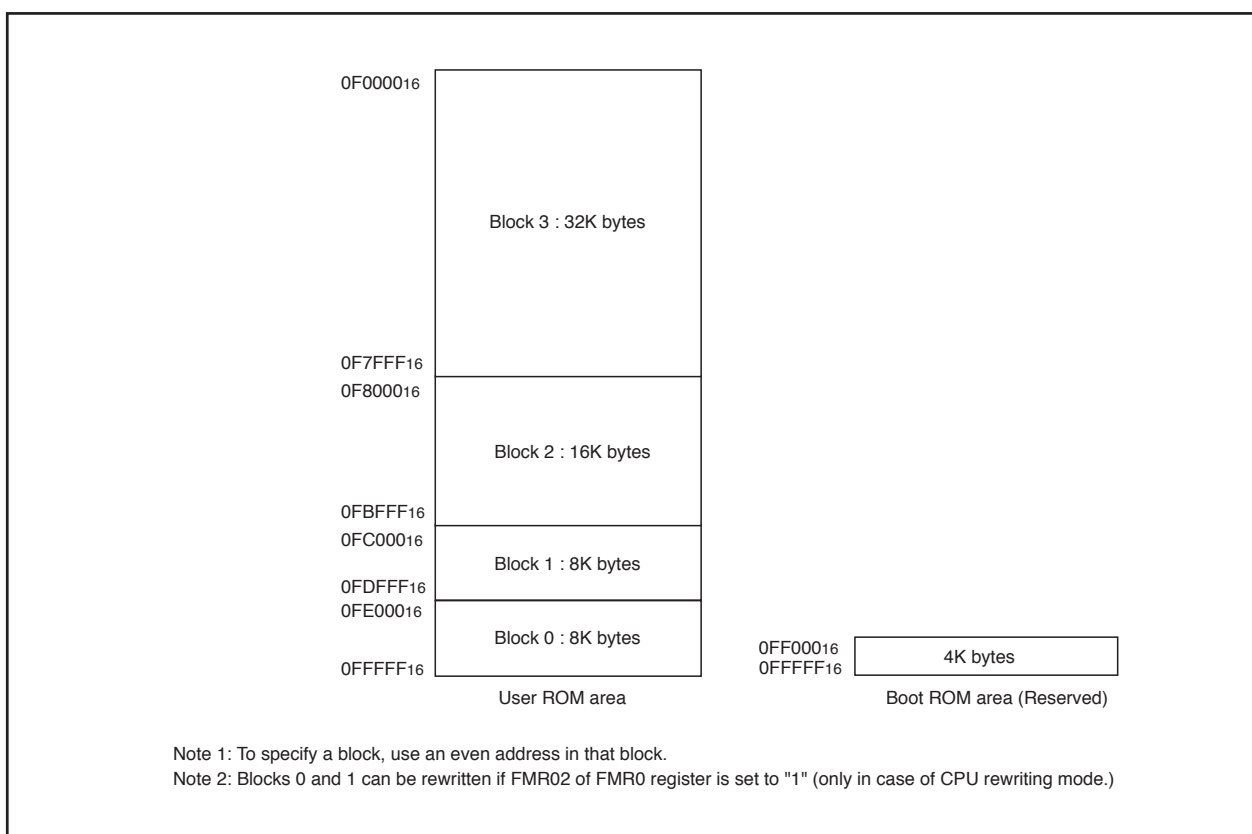 0F000016
Block 3 : 32K bytes
0F7FFF16
0F800016
Block 2 : 16K bytes
0FBFFF16
0FC00016
Block 1 : 8K bytes
0FDFFF16
0FE00016
Block 0 : 8K bytes
0FFFFF16
User ROM area
0FF00016
4K bytes
0FFFFF16
Boot ROM area (Reserved)
Note 1: To specify a block, use an even address in that block.
Note 2: Blocks 0 and 1 can be rewritten if FMR02 of FMR0 register is set to "1" (only in case of CPU rewriting mode.)